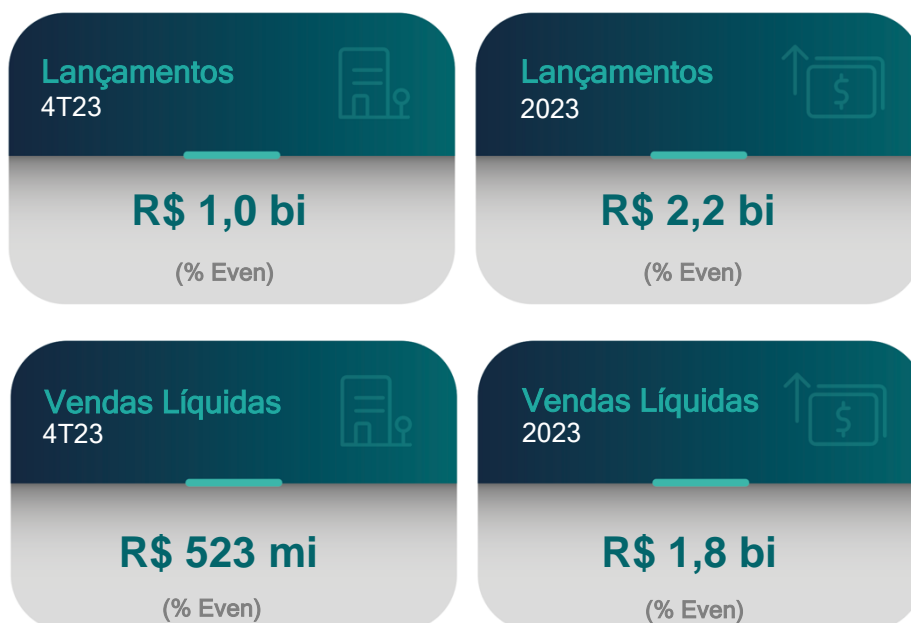 Lançamentos
4T23
R$ 1,0 bi
(% Even)
Lançamentos
2023
R$ 2,2 bi
(% Even)
Vendas Líquidas
4T23
R$ 523 mi
(% Even)
Vendas Líquidas
2023
R$ 1,8 bi
(% Even)